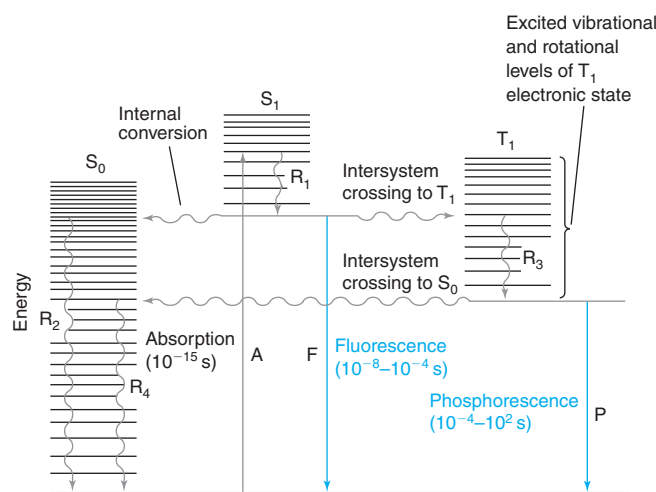 Excited vibrational
and rotational
levels of T₁
electronic state
S₁
Internal
conversion
T₁
S₀
R₁
Intersystem
crossing to T₁
R₃
Intersystem
crossing to S₀
Energy
R₂
Absorption
(10⁻¹⁵ s)
A
F
Fluorescence
(10⁻⁸–10⁻⁴ s)
R₄
Phosphorescence
(10⁻⁴–10² s)
P